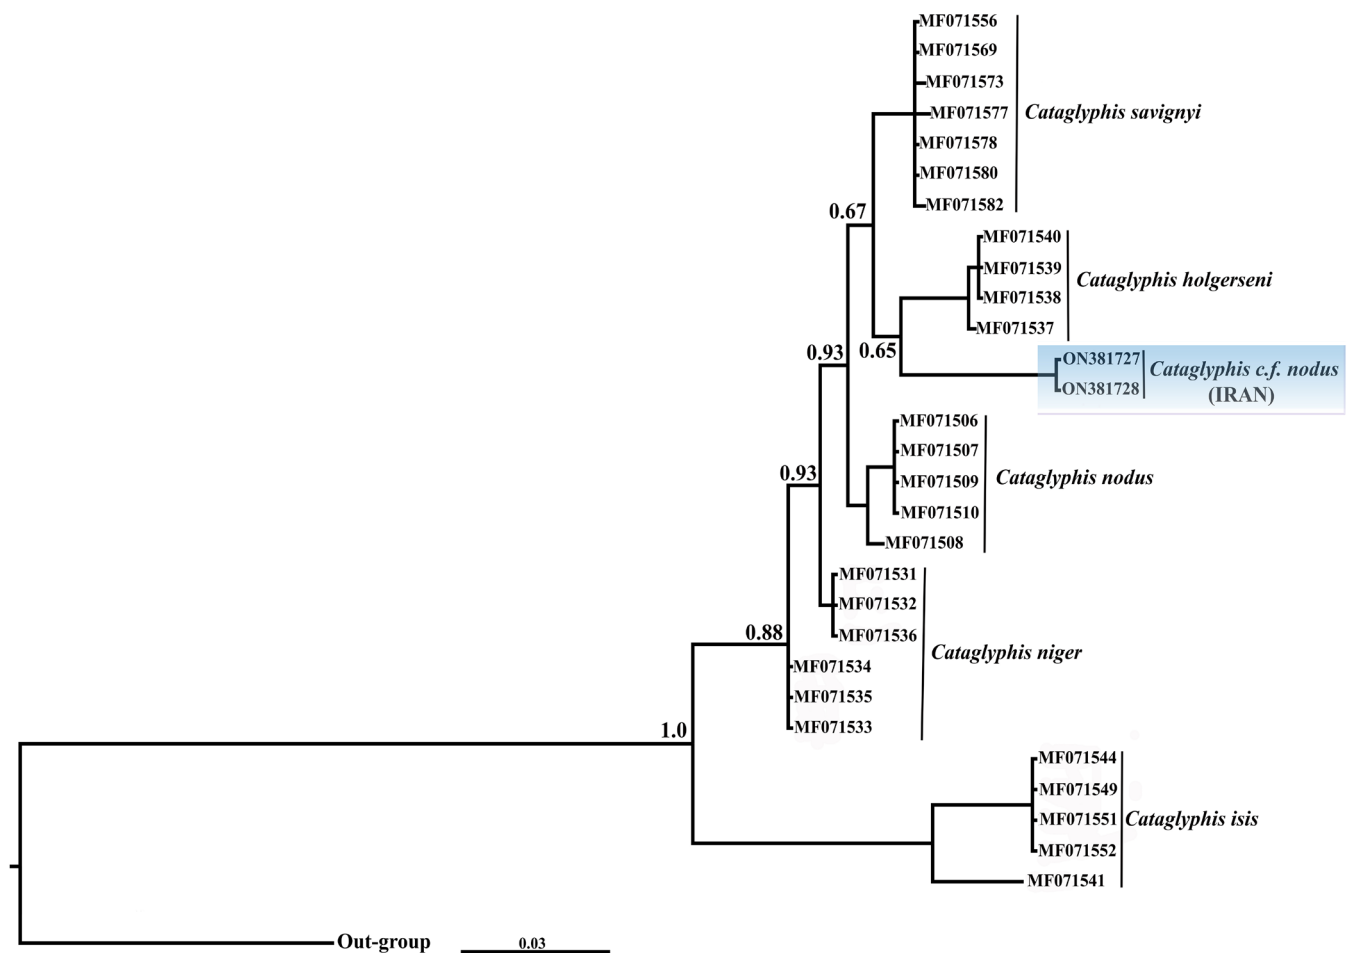 MF071556
MF071569
MF071573
MF071577
MF071578
MF071580
MF071582
Cataglyphis savignyi
0.67
MF071540
MF071539
MF071538
MF071537
Cataglyphis holgerseni
0.93
0.65
ON381727
ON381728
Cataglyphis c.f. nodus
(IRAN)
MF071506
MF071507
MF071509
MF071510
MF071508
Cataglyphis nodus
0.93
MF071531
MF071532
MF071536
MF071534
MF071535
MF071533
Cataglyphis niger
0.88
1.0
MF071544
MF071549
MF071551
MF071552
MF071541
Cataglyphis isis
Out-group
0.03